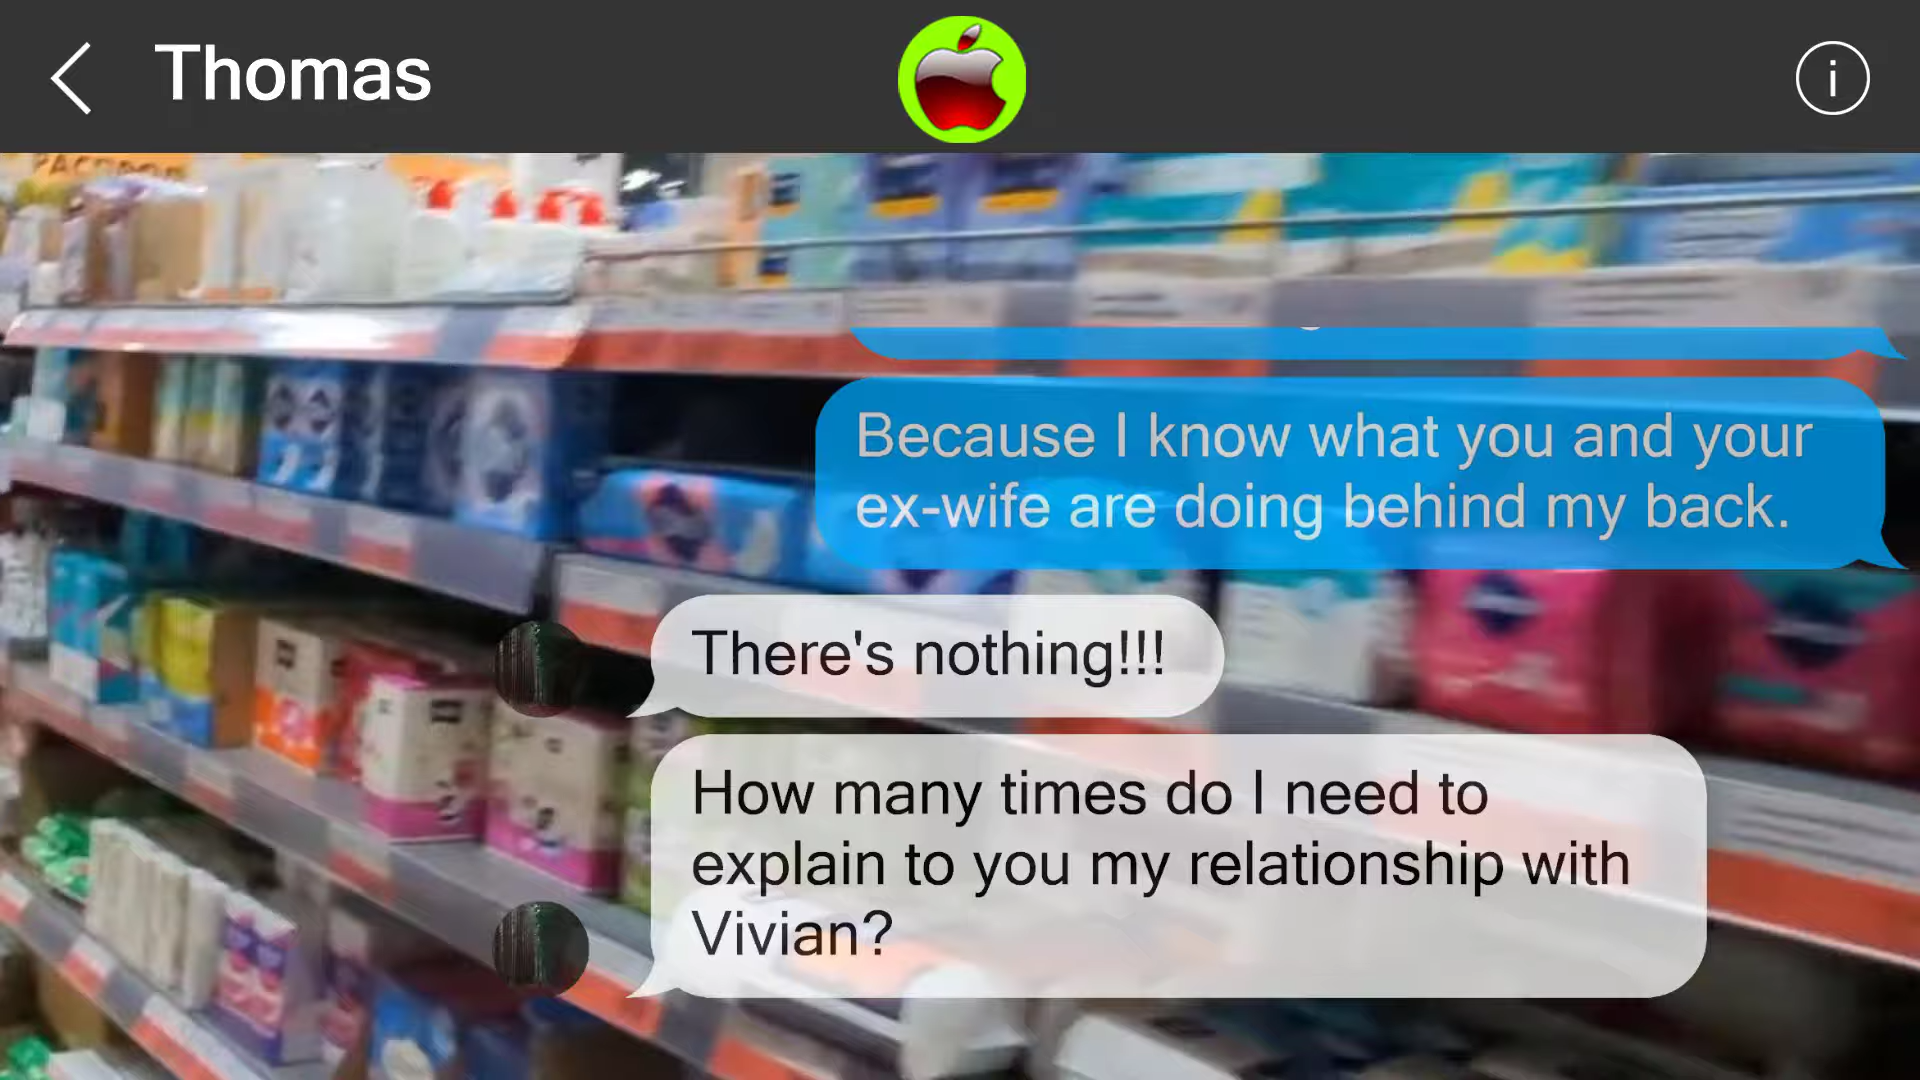 Thomas
Because I know what you and your
ex-wife are doing behind my back.
There's nothing!!!
How many times do I need to
explain to you my relationship with
Vivian?